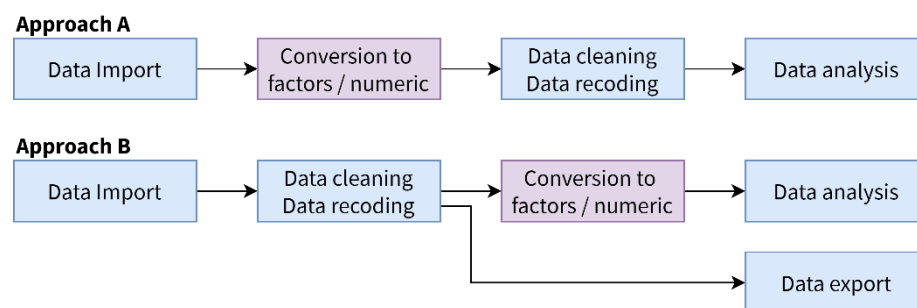 Approach A
Data Import
Conversion to
factors / numeric
Data cleaning
Data recoding
Data analysis
Approach B
Data Import
Data cleaning
Data recoding
Conversion to
factors / numeric
Data analysis
Data export